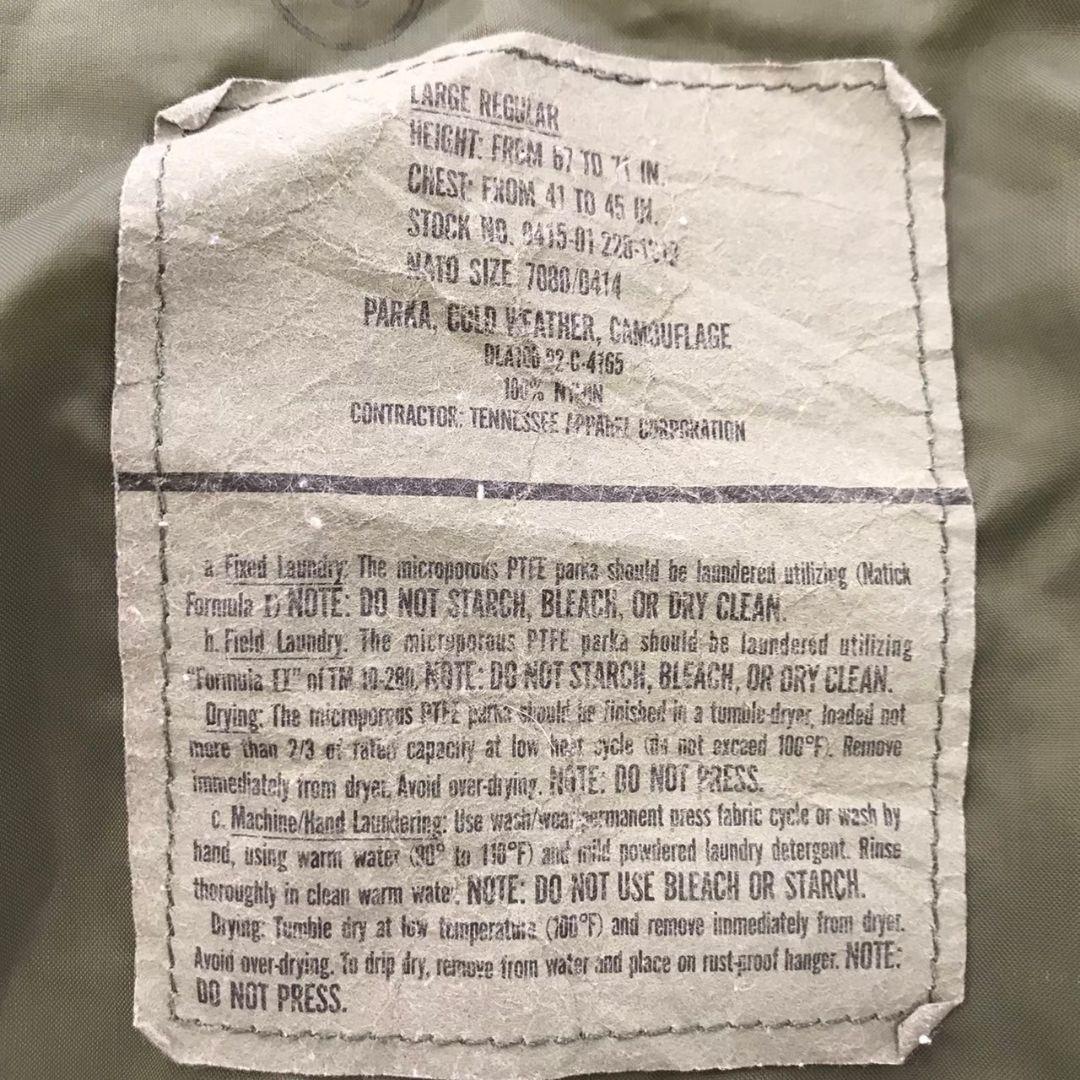 LARGE REGULAR
HEIGHT: FROM 67 TO 71 IN.
CHEST: FROM 41 TO 45 IN.
STOCK NO. 8415-01 228-
NATO SIZE 7080/0414
PARKA, COLD WEATHER, CAMOUFLAGE
DLA100 92-C-4165
100% NYLON
CONTRACTOR: TENNESSEE APPAREL CORPORATION
a Fixed Laundry: The microporous PTFE parka should be laundered utilizing (Natick
Formula NOTE: DO NOT STARCH, BLEACH, OR DRY CLEAN.
b. Field Laundry. The microporous PTFE parka should be laundered utilizing
"Formula II" of TM 10-280. NOTE: DO NOT STARCH, BLEACH, OR DRY CLEAN.
Drying: The microporous PTFE parka should be finished in a tumble-dryer, loaded not
more than 2/3 of rated capacity at low heat cycle (do not exceed 100°F). Remove
immediately from dryer. Avoid over-drying. NOTE: DO NOT PRESS.
c. Machine/Hand Laundering: Use wash/wear/permanent press fabric cycle or wash by
hand, using warm water (90° to 110°F) and mild powdered laundry detergent. Rinse
thoroughly in clean warm water. NOTE: DO NOT USE BLEACH OR STARCH.
Drying: Tumble dry at low temperature (100°F) and remove immediately from dryer.
Avoid over-drying. To drip dry, remove from water and place on rust-proof hanger. NOTE:
DO NOT PRESS.